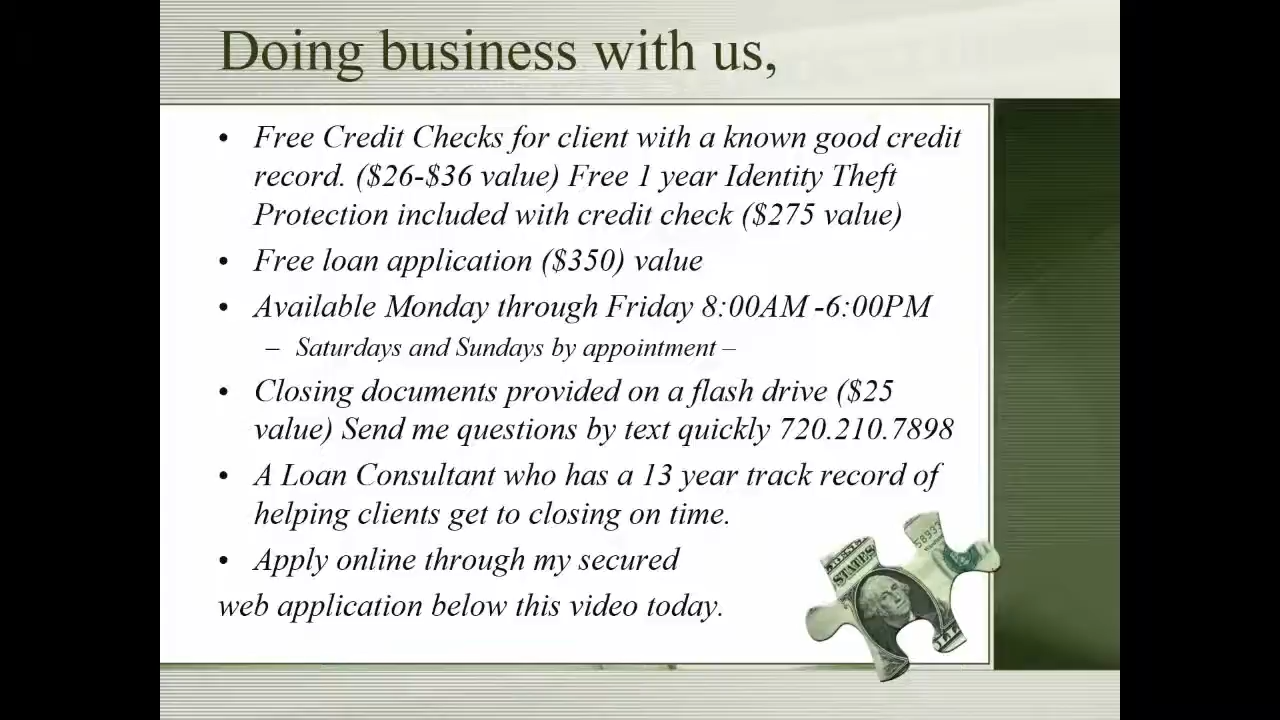 Doing business with us,
• Free Credit Checks for client with a known good credit
record. ($26-$36 value) Free 1 year Identity Theft
Protection included with credit check ($275 value)
• Free loan application ($350) value
• Available Monday through Friday 8:00AM -6:00PM
– Saturdays and Sundays by appointment –
• Closing documents provided on a flash drive ($25
value) Send me questions by text quickly 720.210.7898
• A Loan Consultant who has a 13 year track record of
helping clients get to closing on time.
• Apply online through my secured
web application below this video today.
STATES